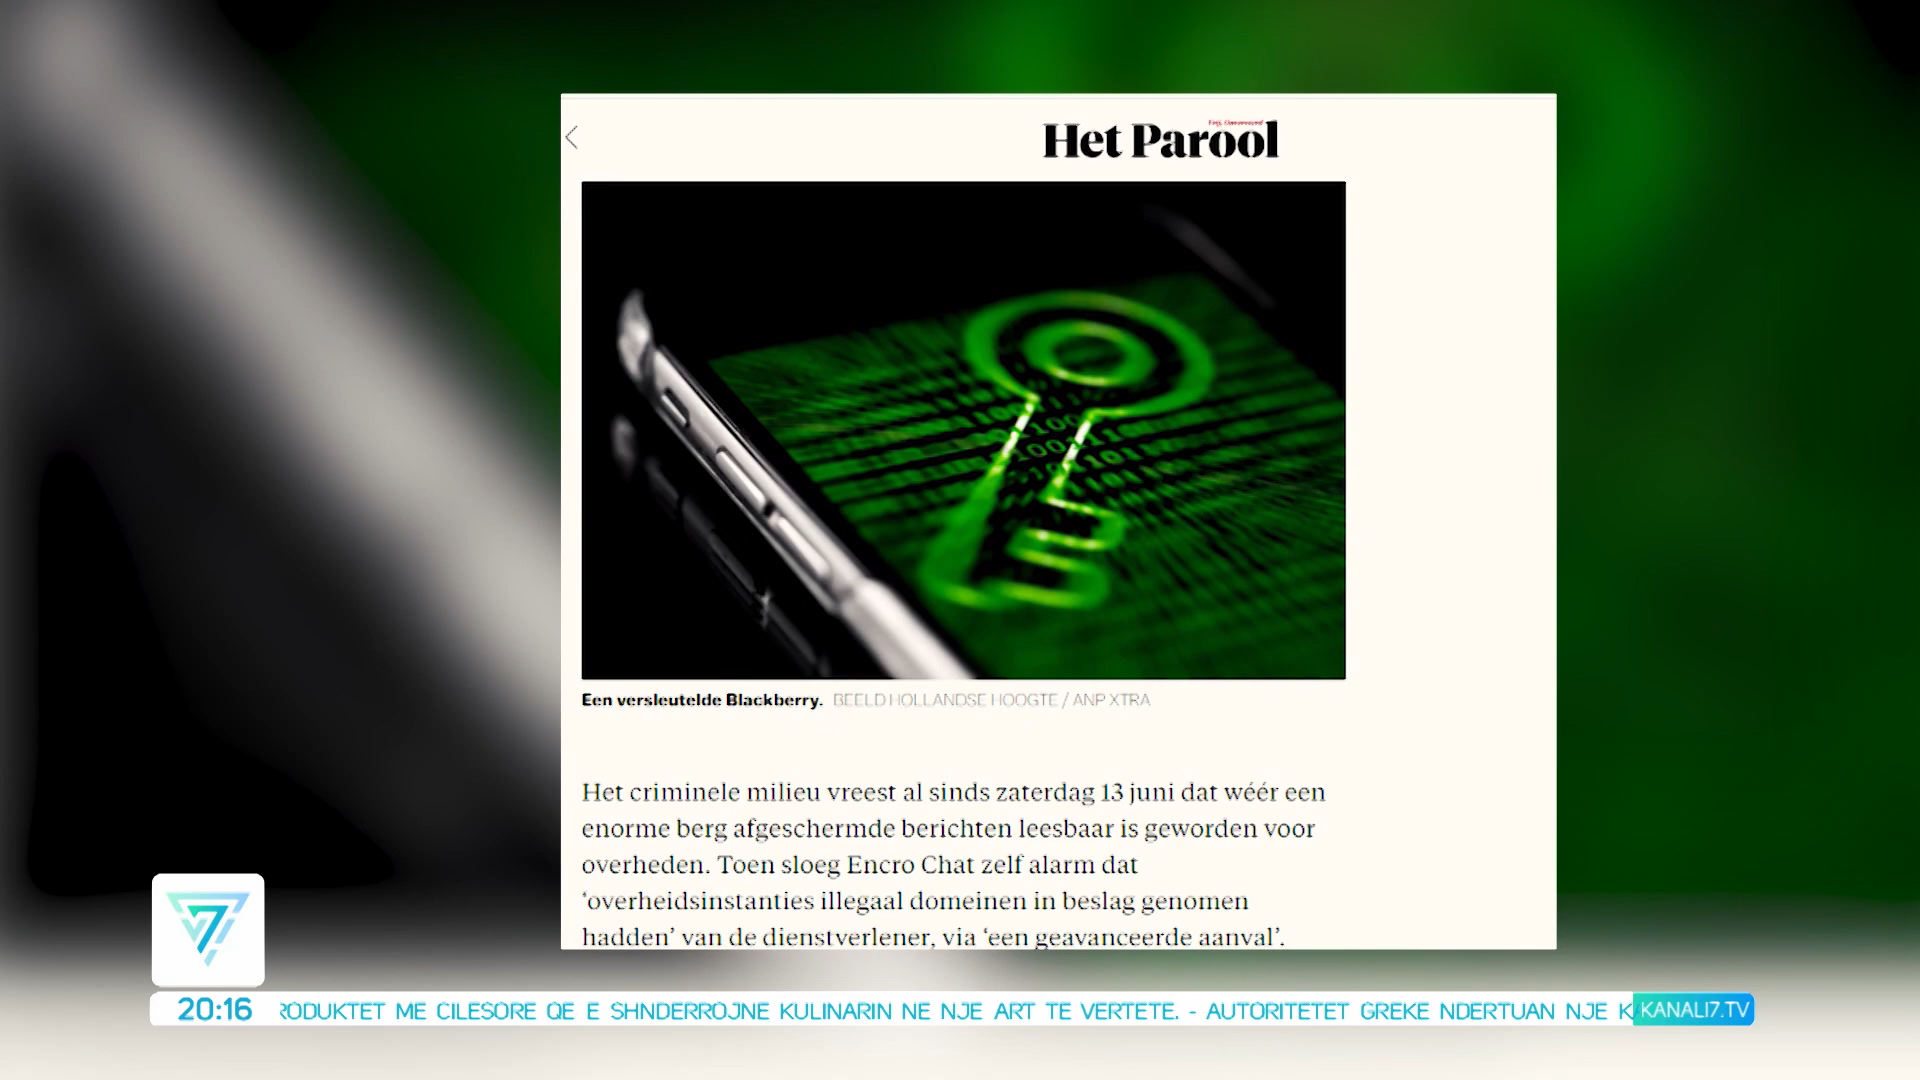 Het Parool
Een versleutelde Blackberry. BEELD HOLLANDSE HOOGTE / ANP XTRA
Het criminele milieu vreest al sinds zaterdag 13 juni dat wéér een
enorme berg afgeschermde berichten leesbaar is geworden voor
overheden. Toen sloeg Encro Chat zelf alarm dat
‘overheidsinstanties illegaal domeinen in beslag genomen
hadden’ van de dienstverlener, via ‘een geavanceerde aanval’.
7
20:16 RODUKTET ME CILESORE QE E SHNDERROJNE KULINARIN NE NJE ART TE VERTETE. - AUTORITETET GREKE NDERTUAN NJE K KANALI7.TV